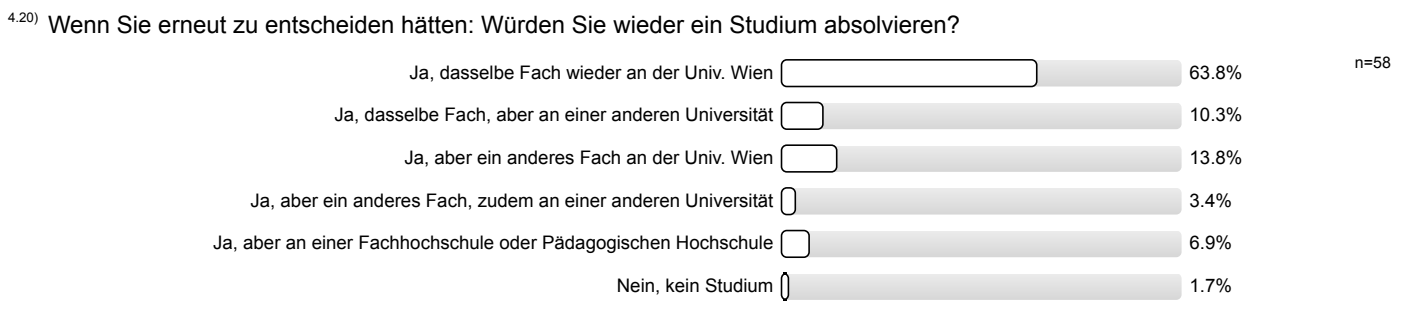 4.20) Wenn Sie erneut zu entscheiden hätten: Würden Sie wieder ein Studium absolvieren?
n=58
Ja, dasselbe Fach wieder an der Univ. Wien 63.8%
Ja, dasselbe Fach, aber an einer anderen Universität 10.3%
Ja, aber ein anderes Fach an der Univ. Wien 13.8%
Ja, aber ein anderes Fach, zudem an einer anderen Universität 3.4%
Ja, aber an einer Fachhochschule oder Pädagogischen Hochschule 6.9%
Nein, kein Studium 1.7%